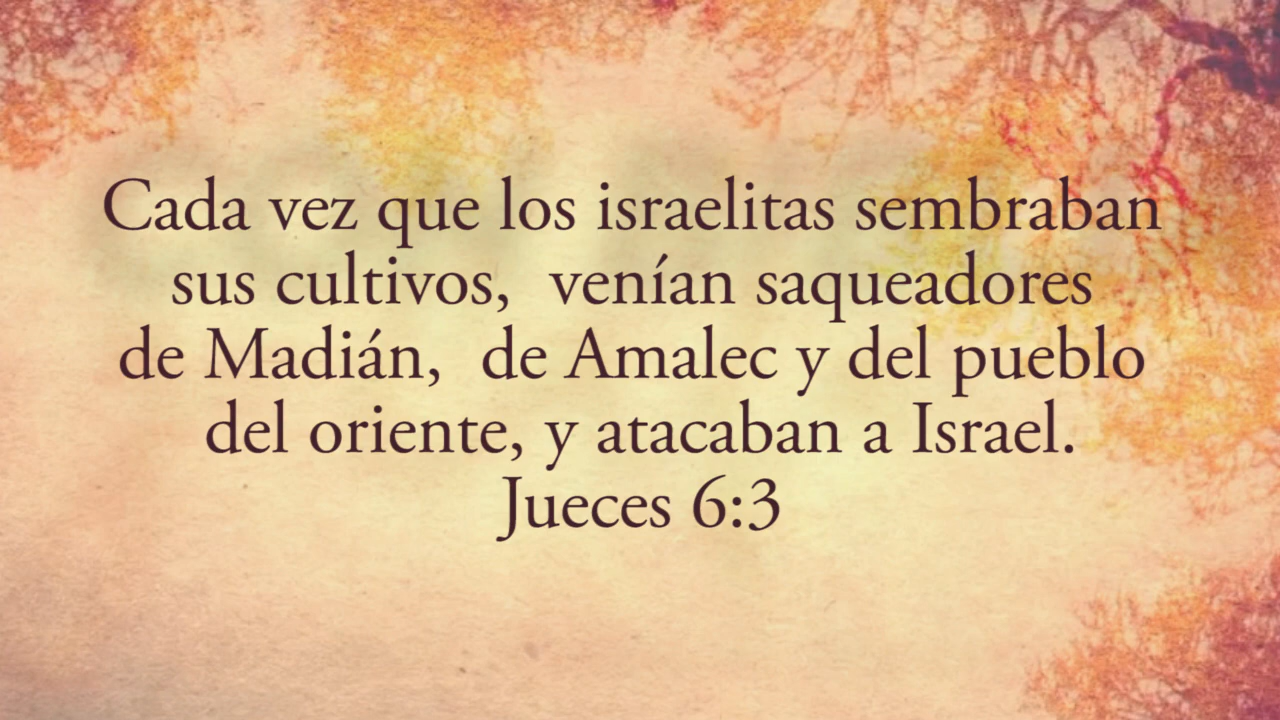 Cada vez que los israelitas sembraban
sus cultivos,  venían saqueadores
de Madián,  de Amalec y del pueblo
del oriente, y atacaban a Israel.
Jueces 6:3